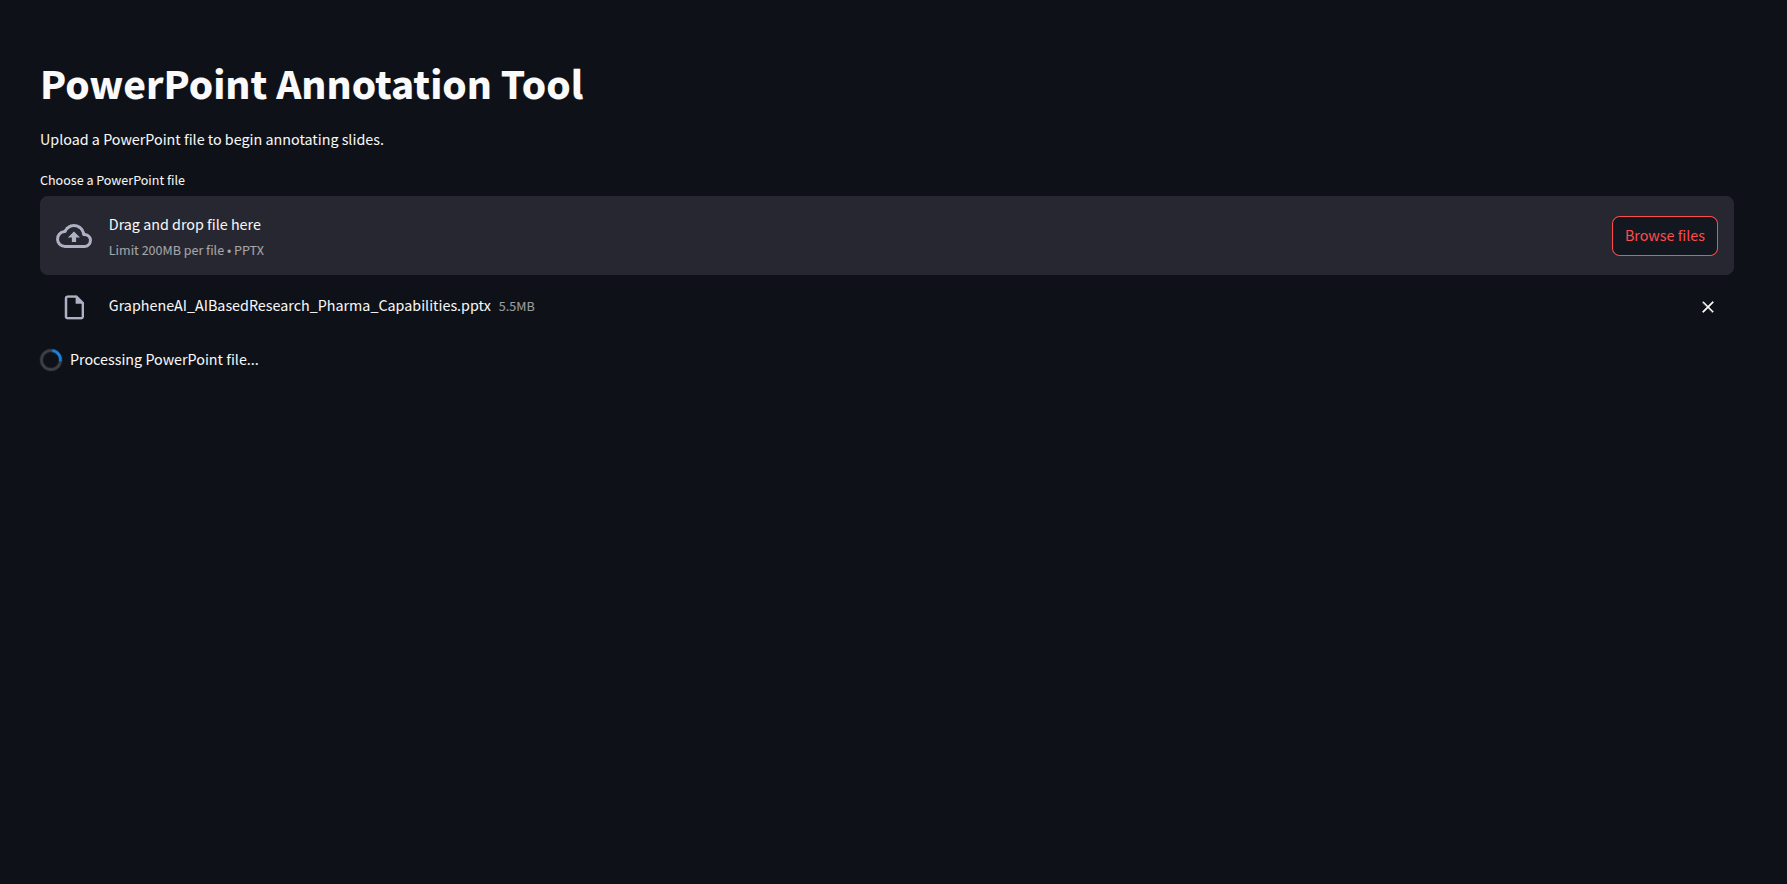 PowerPoint Annotation Tool
Upload a PowerPoint file to begin annotating slides.
Choose a PowerPoint file
Drag and drop file here
Limit 200MB per file • PPTX
Browse files
GrapheneAI_AIBasedResearch_Pharma_Capabilities.pptx 5.5MB
Processing PowerPoint file...